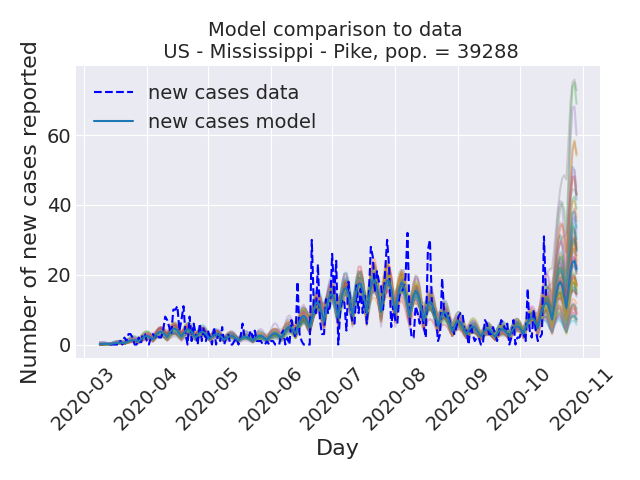 Model comparison to data
US - Mississippi - Pike, pop. = 39288
Number of new cases reported
new cases data
new cases model
60
40
20
0
2020-03
2020-04
2020-05
2020-06
2020-07
2020-08
2020-09
2020-10
2020-11
Day